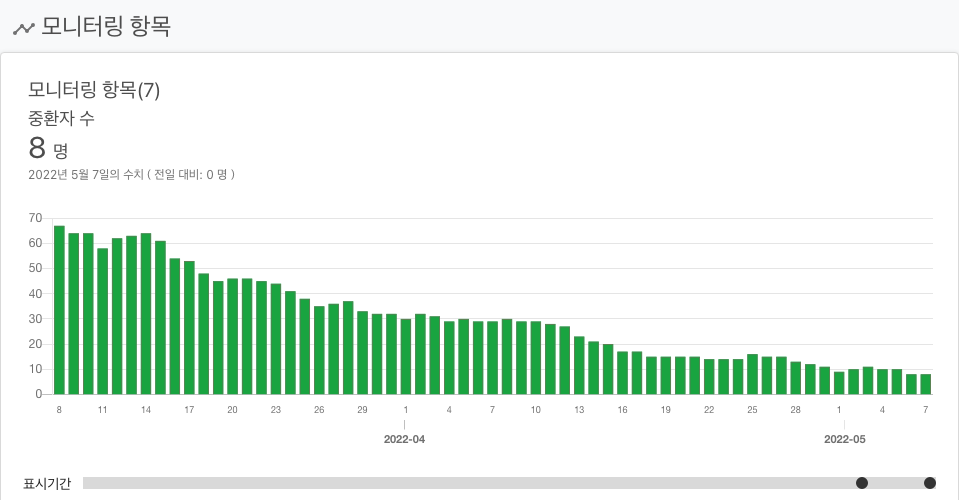 모니터링 항목
모니터링 항목(7)
중환자 수
8 명
2022년 5월 7일의 수치 ( 전일 대비: 0 명 )
70
60
50
40
30
20
10
0
8 11 14 17 20 23 26 29 1 4 7 10 13 16 19 22 25 28 1 4 7
2022-04 2022-05
표시기간